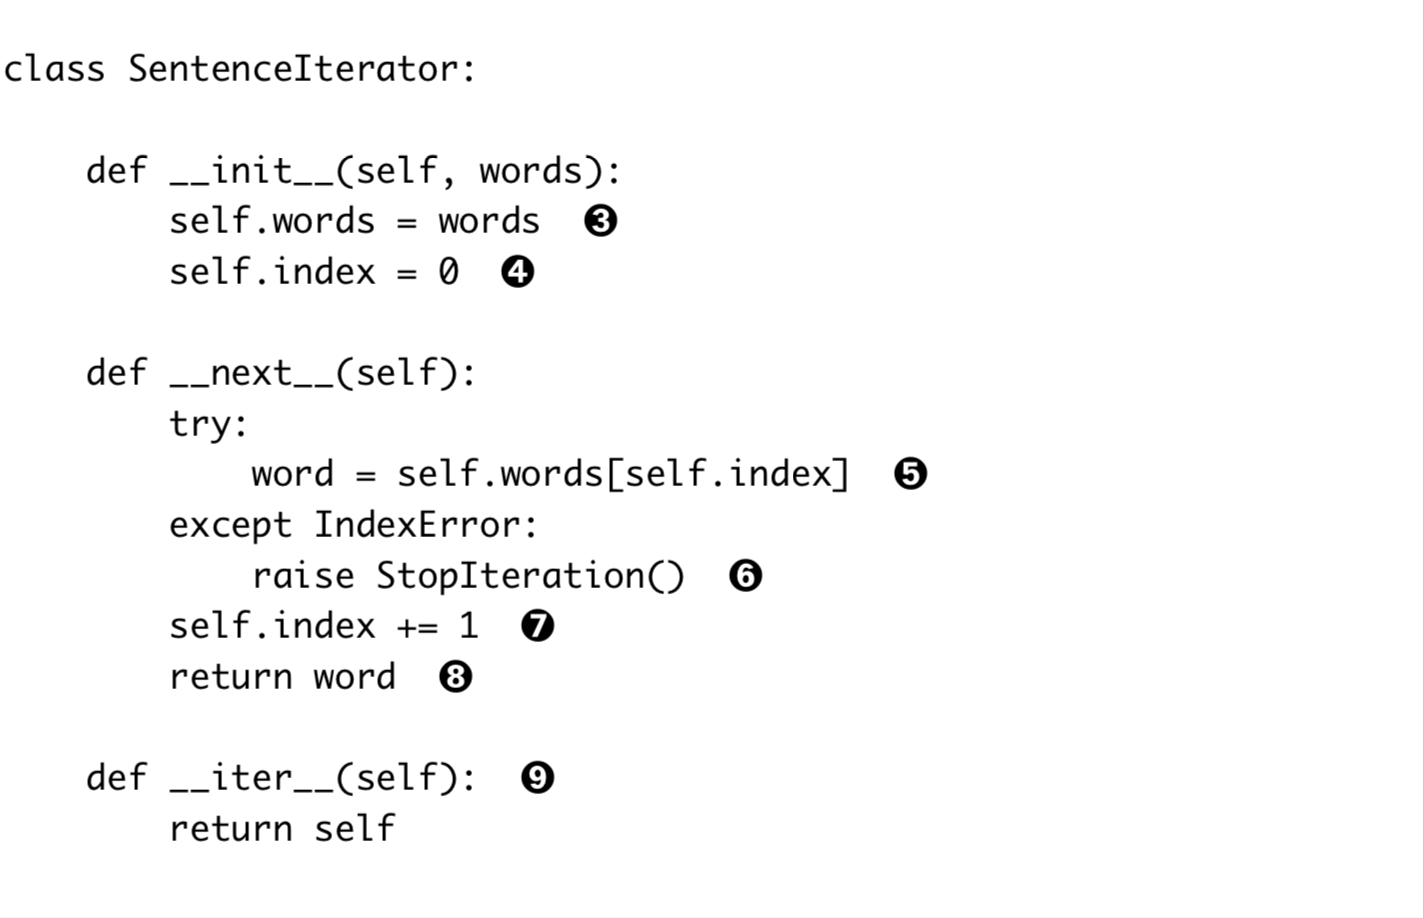 class SentenceIterator:
    def __init__(self, words):
        self.words = words ❸
        self.index = 0 ❹
    def __next__(self):
        try:
            word = self.words[self.index] ❺
        except IndexError:
            raise StopIteration() ❻
        self.index += 1 ❼
        return word ❽
    def __iter__(self): ❾
        return self